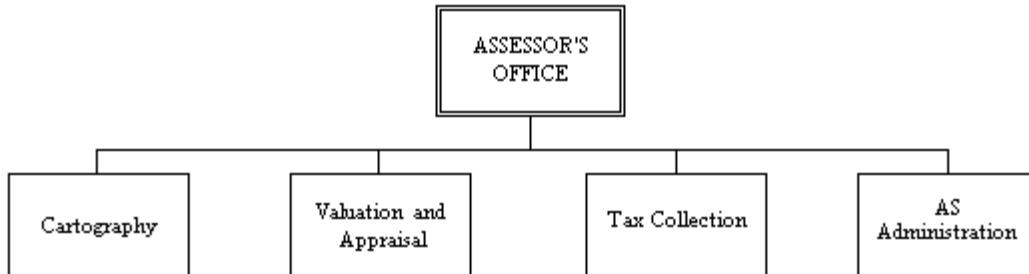 ASSESSOR'S
OFFICE
Cartography
Valuation and
Appraisal
Tax Collection
AS
Administration